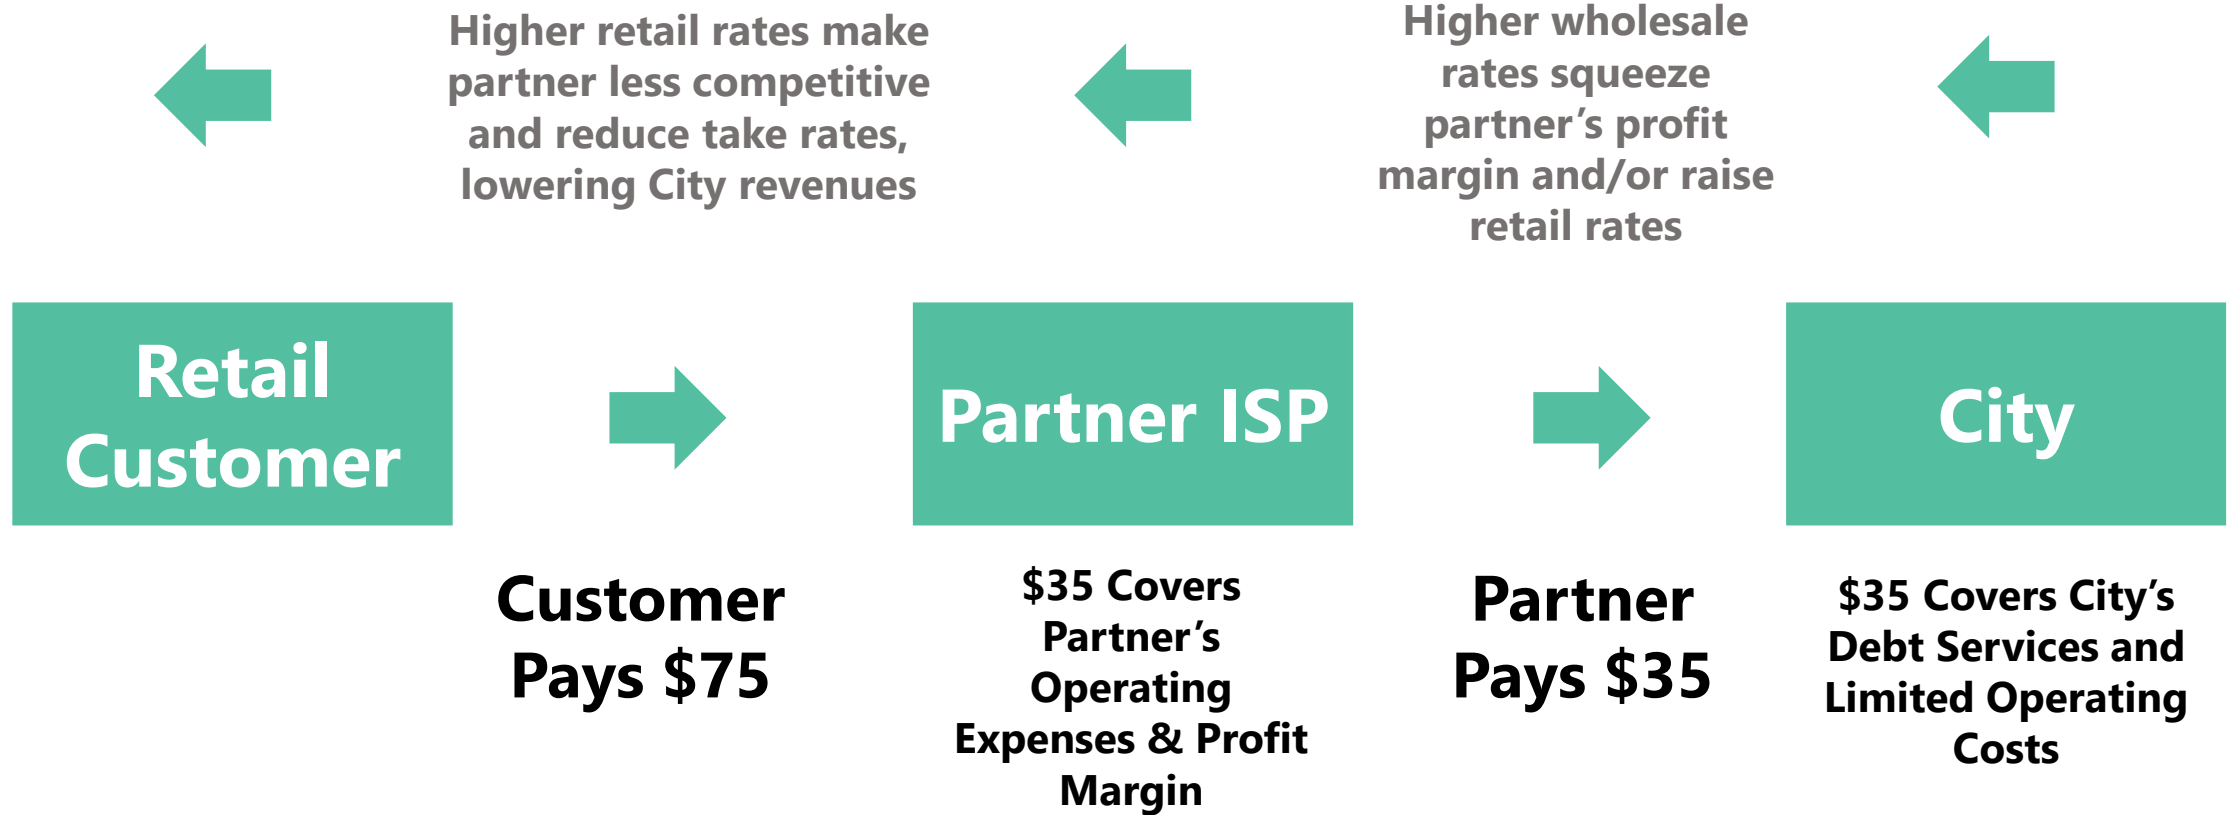 Higher retail rates make
partner less competitive
and reduce take rates,
lowering City revenues
Higher wholesale
rates squeeze
partner’s profit
margin and/or raise
retail rates
Retail
Customer
Partner ISP
City
Customer
Pays $75
$35 Covers
Partner’s
Operating
Expenses & Profit
Margin
Partner
Pays $35
$35 Covers City’s
Debt Services and
Limited Operating
Costs